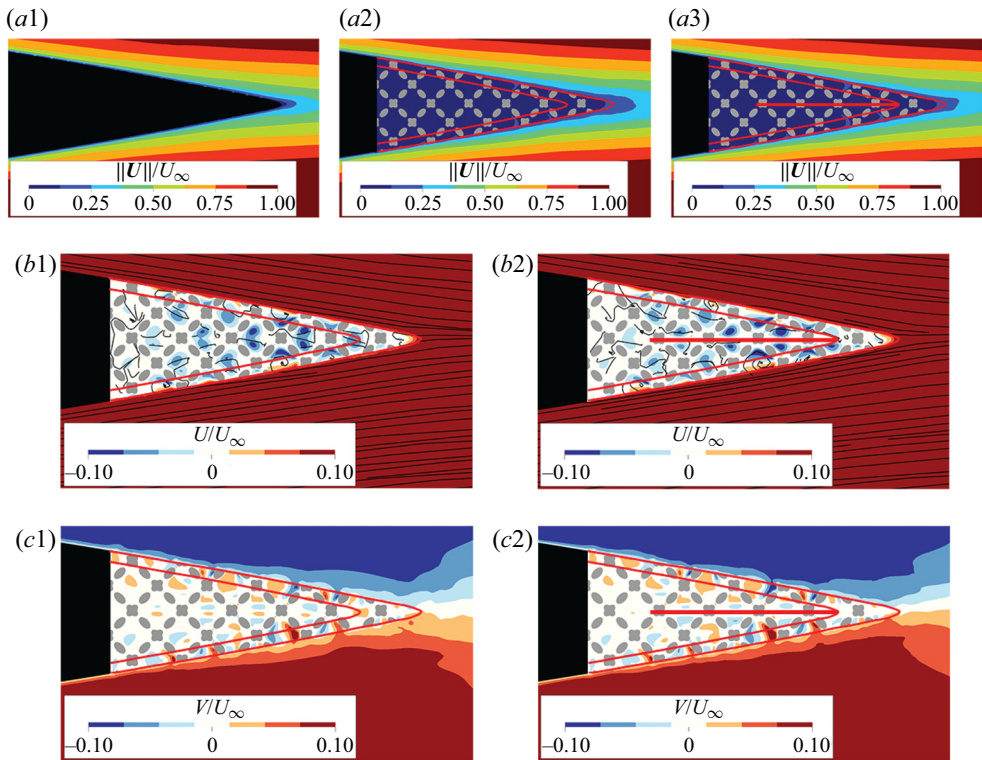 (a1) (a2) (a3)
||U||/U∞ ||U||/U∞ ||U||/U∞
0 0.25 0.50 0.75 1.00 0 0.25 0.50 0.75 1.00 0 0.25 0.50 0.75 1.00
(b1) (b2)
U/U∞ U/U∞
–0.10 0 0.10 –0.10 0 0.10
(c1) (c2)
V/U∞ V/U∞
–0.10 0 0.10 –0.10 0 0.10